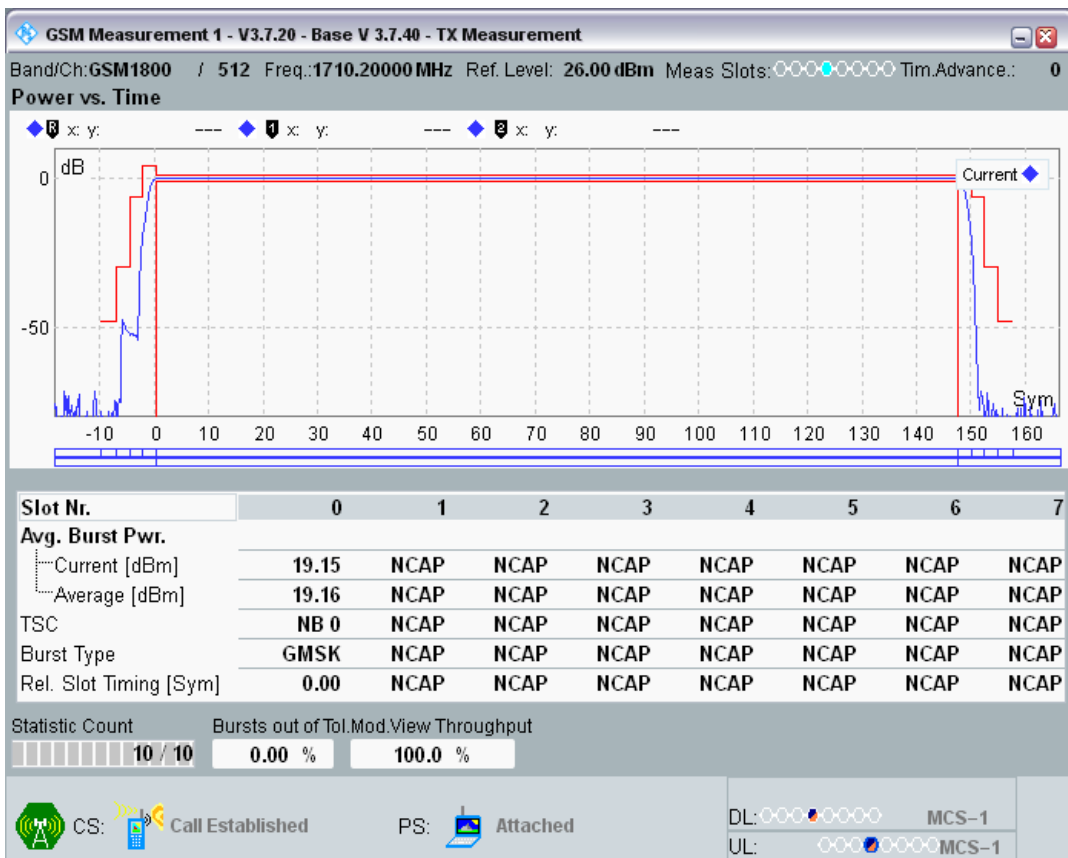 GSM Measurement 1 - V3.7.20 - Base V 3.7.40 - TX Measurement
Band/Ch:GSM1800 / 512 Freq.:1710.20000 MHz Ref. Level: 26.00 dBm Meas Slots: Tim.Advance.: 0
Power vs. Time
R x: y: --- 1 x: y: --- 2 x: y: ---
dB
Current
0
-50
Sym
-10 0 10 20 30 40 50 60 70 80 90 100 110 120 130 140 150 160
Slot Nr. 0 1 2 3 4 5 6 7
Avg. Burst Pwr.
Current [dBm] 19.15 NCAP NCAP NCAP NCAP NCAP NCAP NCAP
Average [dBm] 19.16 NCAP NCAP NCAP NCAP NCAP NCAP NCAP
TSC NB 0 NCAP NCAP NCAP NCAP NCAP NCAP NCAP
Burst Type GMSK NCAP NCAP NCAP NCAP NCAP NCAP NCAP
Rel. Slot Timing [Sym] 0.00 NCAP NCAP NCAP NCAP NCAP NCAP NCAP
Statistic Count Bursts out of Tol.Mod.View Throughput
10 / 10 0.00 % 100.0 %
CS: Call Established PS: Attached
DL: MCS-1
UL: MCS-1